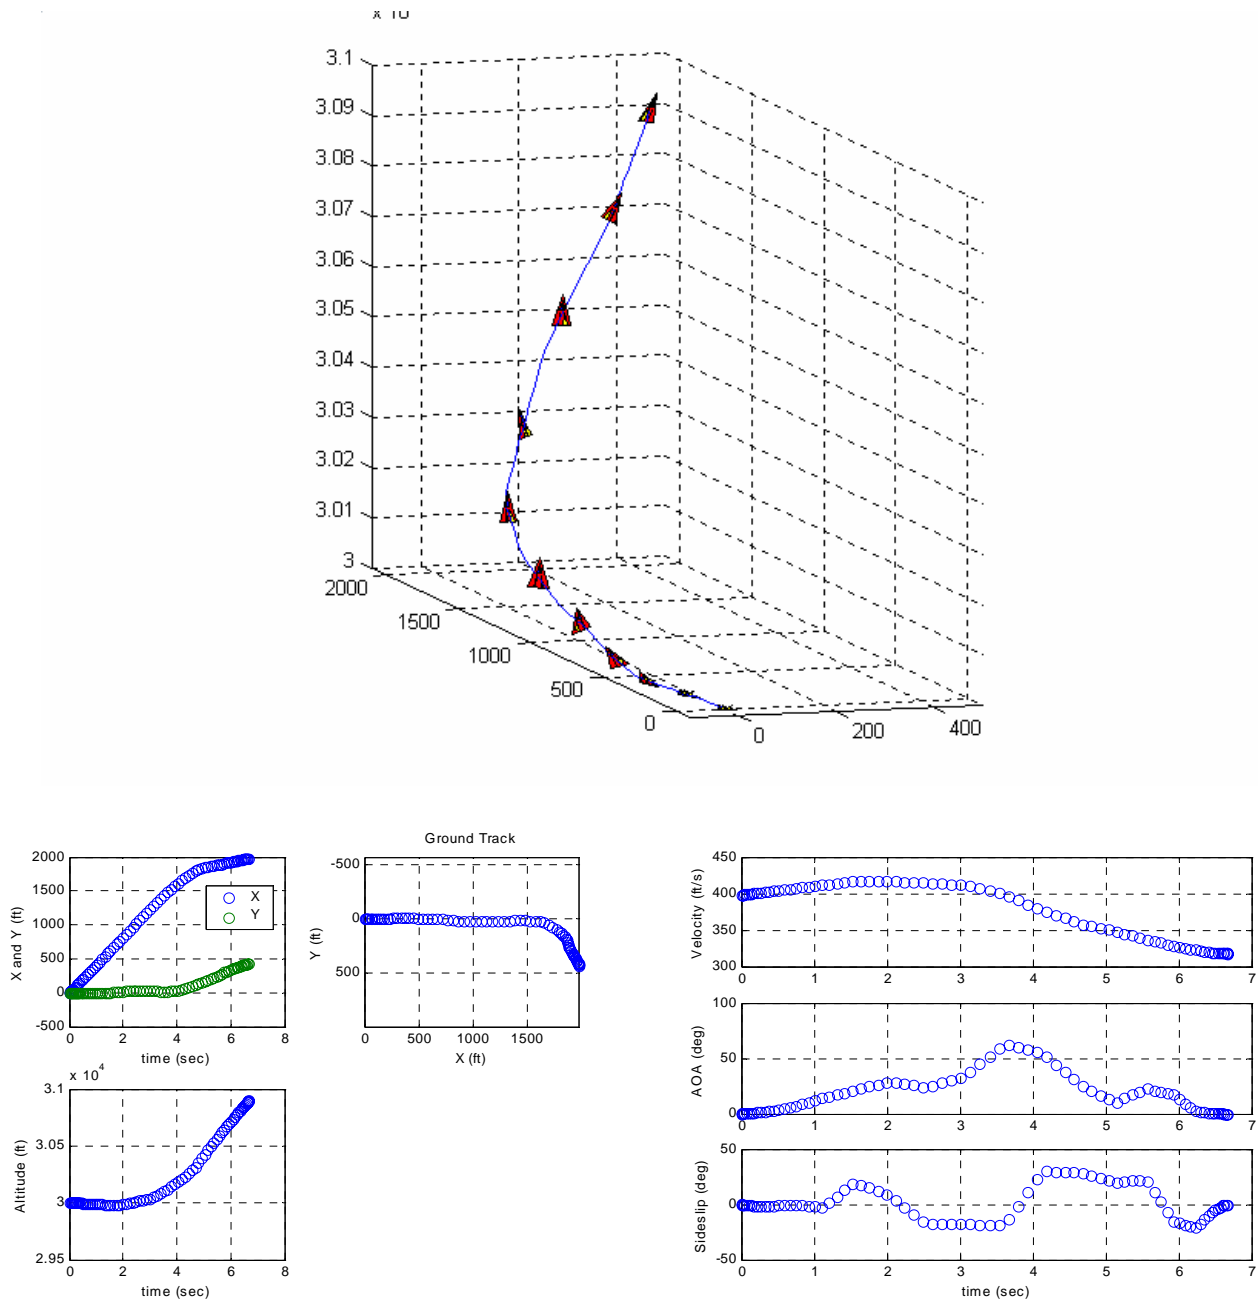 x 10
3.1
3.09
3.08
3.07
3.06
3.05
3.04
3.03
3.02
3.01
3
2000
1500
1000
500
0
0
200
400
2000
1500
1000
500
0
-500
X and Y (ft)
X
Y
0 2 4 6 8
time (sec)
Ground Track
-500
0
500
Y (ft)
0 500 1000 1500
X (ft)
x 10^4
3.1
3.05
3
2.95
Altitude (ft)
0 2 4 6 8
time (sec)
450
400
350
300
Velocity (ft/s)
0 1 2 3 4 5 6 7
100
50
0
AOA (deg)
0 1 2 3 4 5 6 7
50
0
-50
Sideslip (deg)
0 1 2 3 4 5 6 7
time (sec)